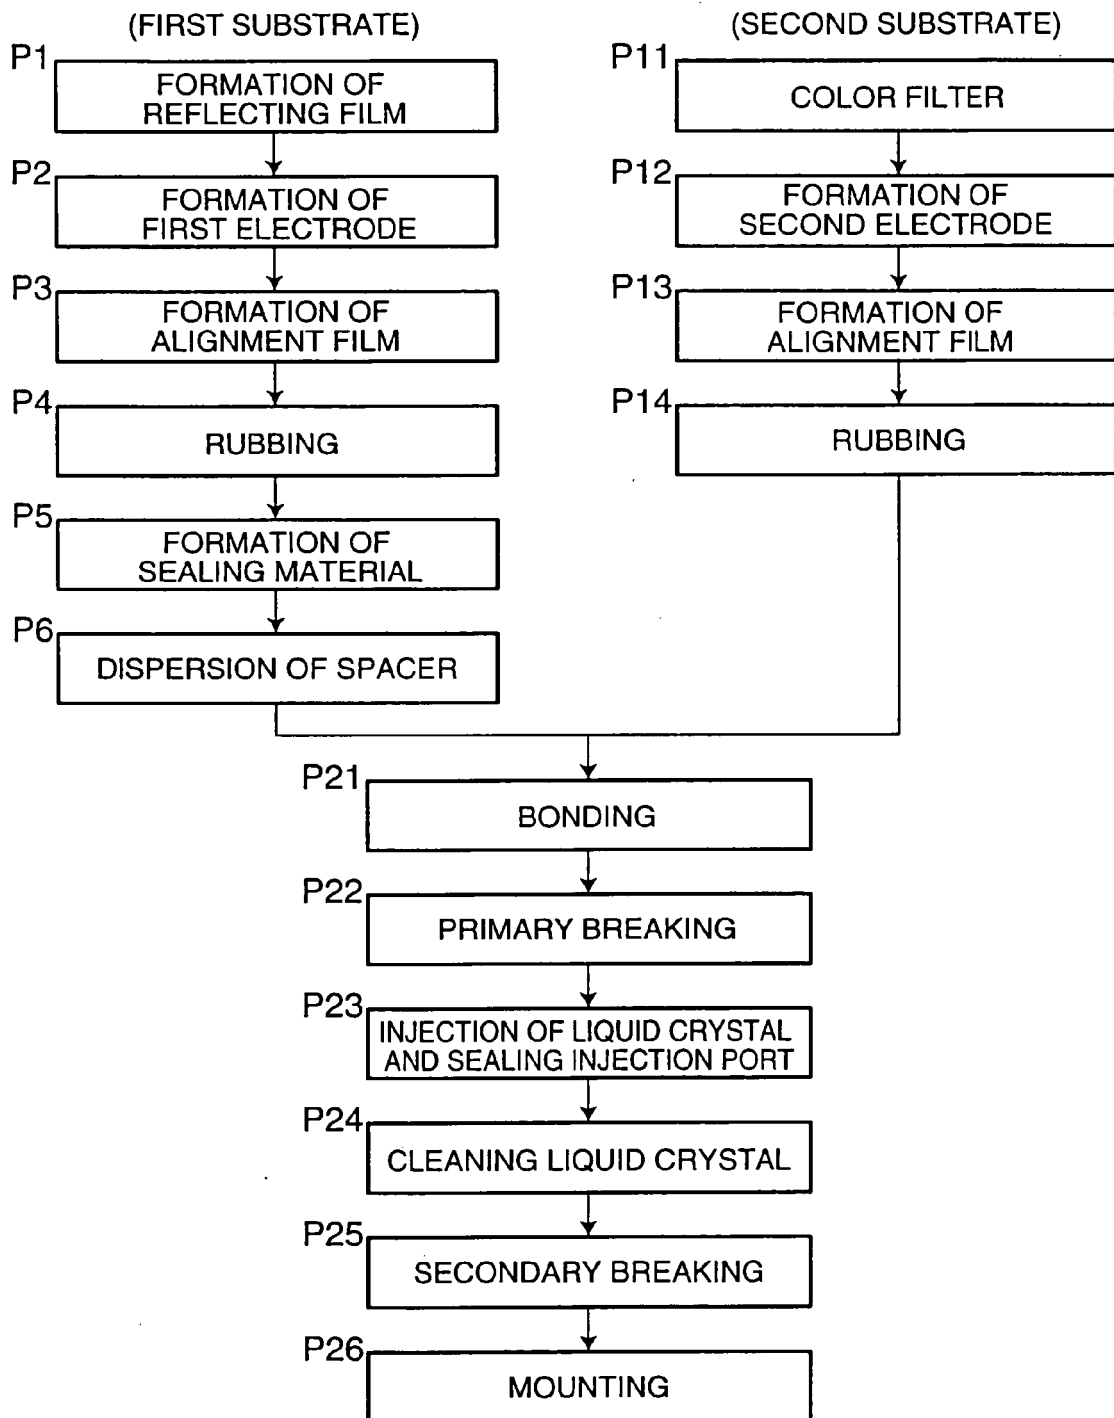 (FIRST SUBSTRATE)
P1
FORMATION OF
REFLECTING FILM
P2
FORMATION OF
FIRST ELECTRODE
P3
FORMATION OF
ALIGNMENT FILM
P4
RUBBING
P5
FORMATION OF
SEALING MATERIAL
P6
DISPERSION OF SPACER
(SECOND SUBSTRATE)
P11
COLOR FILTER
P12
FORMATION OF
SECOND ELECTRODE
P13
FORMATION OF
ALIGNMENT FILM
P14
RUBBING
P21
BONDING
P22
PRIMARY BREAKING
P23
INJECTION OF LIQUID CRYSTAL
AND SEALING INJECTION PORT
P24
CLEANING LIQUID CRYSTAL
P25
SECONDARY BREAKING
P26
MOUNTING